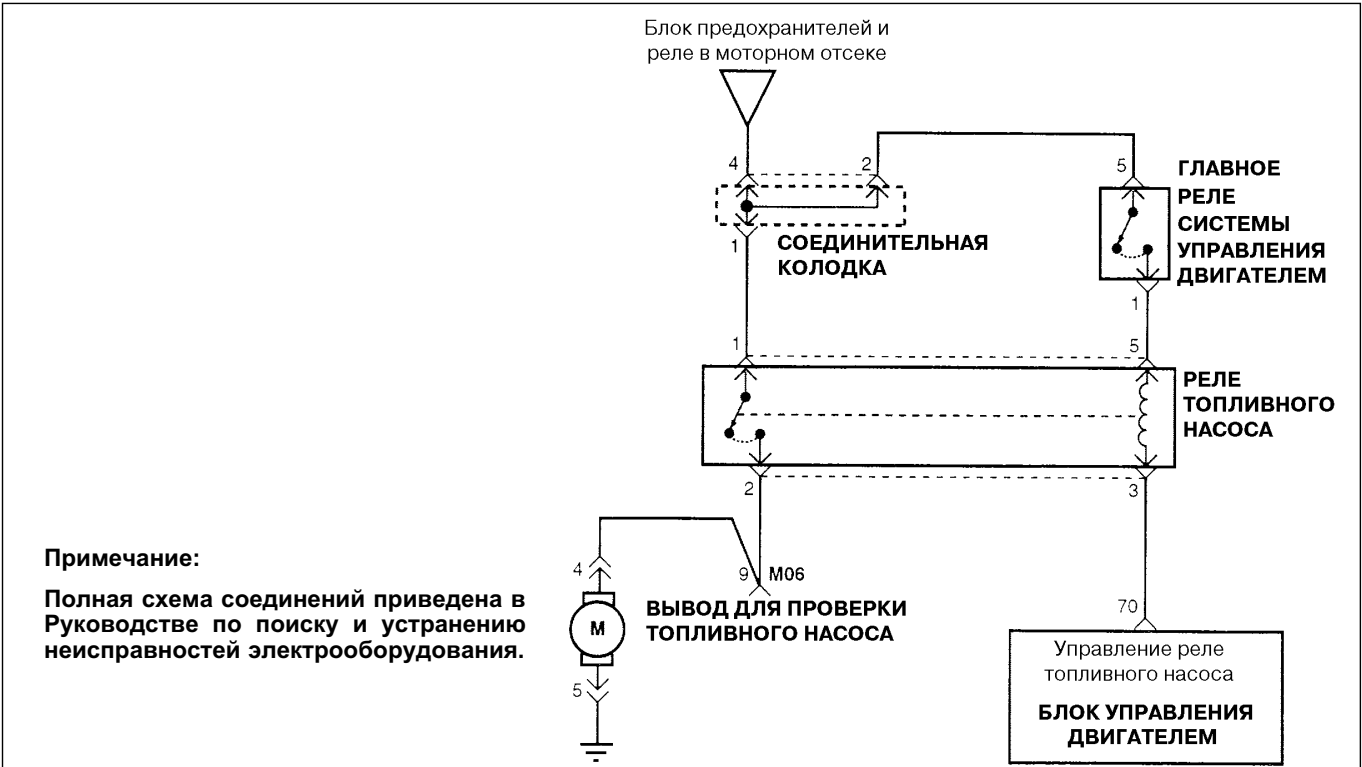 Блок предохранителей и
реле в моторном отсеке
4
2
5
ГЛАВНОЕ
РЕЛЕ
СИСТЕМЫ
УПРАВЛЕНИЯ
ДВИГАТЕЛЕМ
1
СОЕДИНИТЕЛЬНАЯ
КОЛОДКА
1
1
5
РЕЛЕ
ТОПЛИВНОГО
НАСОСА
2
3
Примечание:
Полная схема соединений приведена в
Руководстве по поиску и устранению
неисправностей электрооборудования.
4
М
5
9 М06
ВЫВОД ДЛЯ ПРОВЕРКИ
ТОПЛИВНОГО НАСОСА
70
Управление реле
топливного насоса
БЛОК УПРАВЛЕНИЯ
ДВИГАТЕЛЕМ